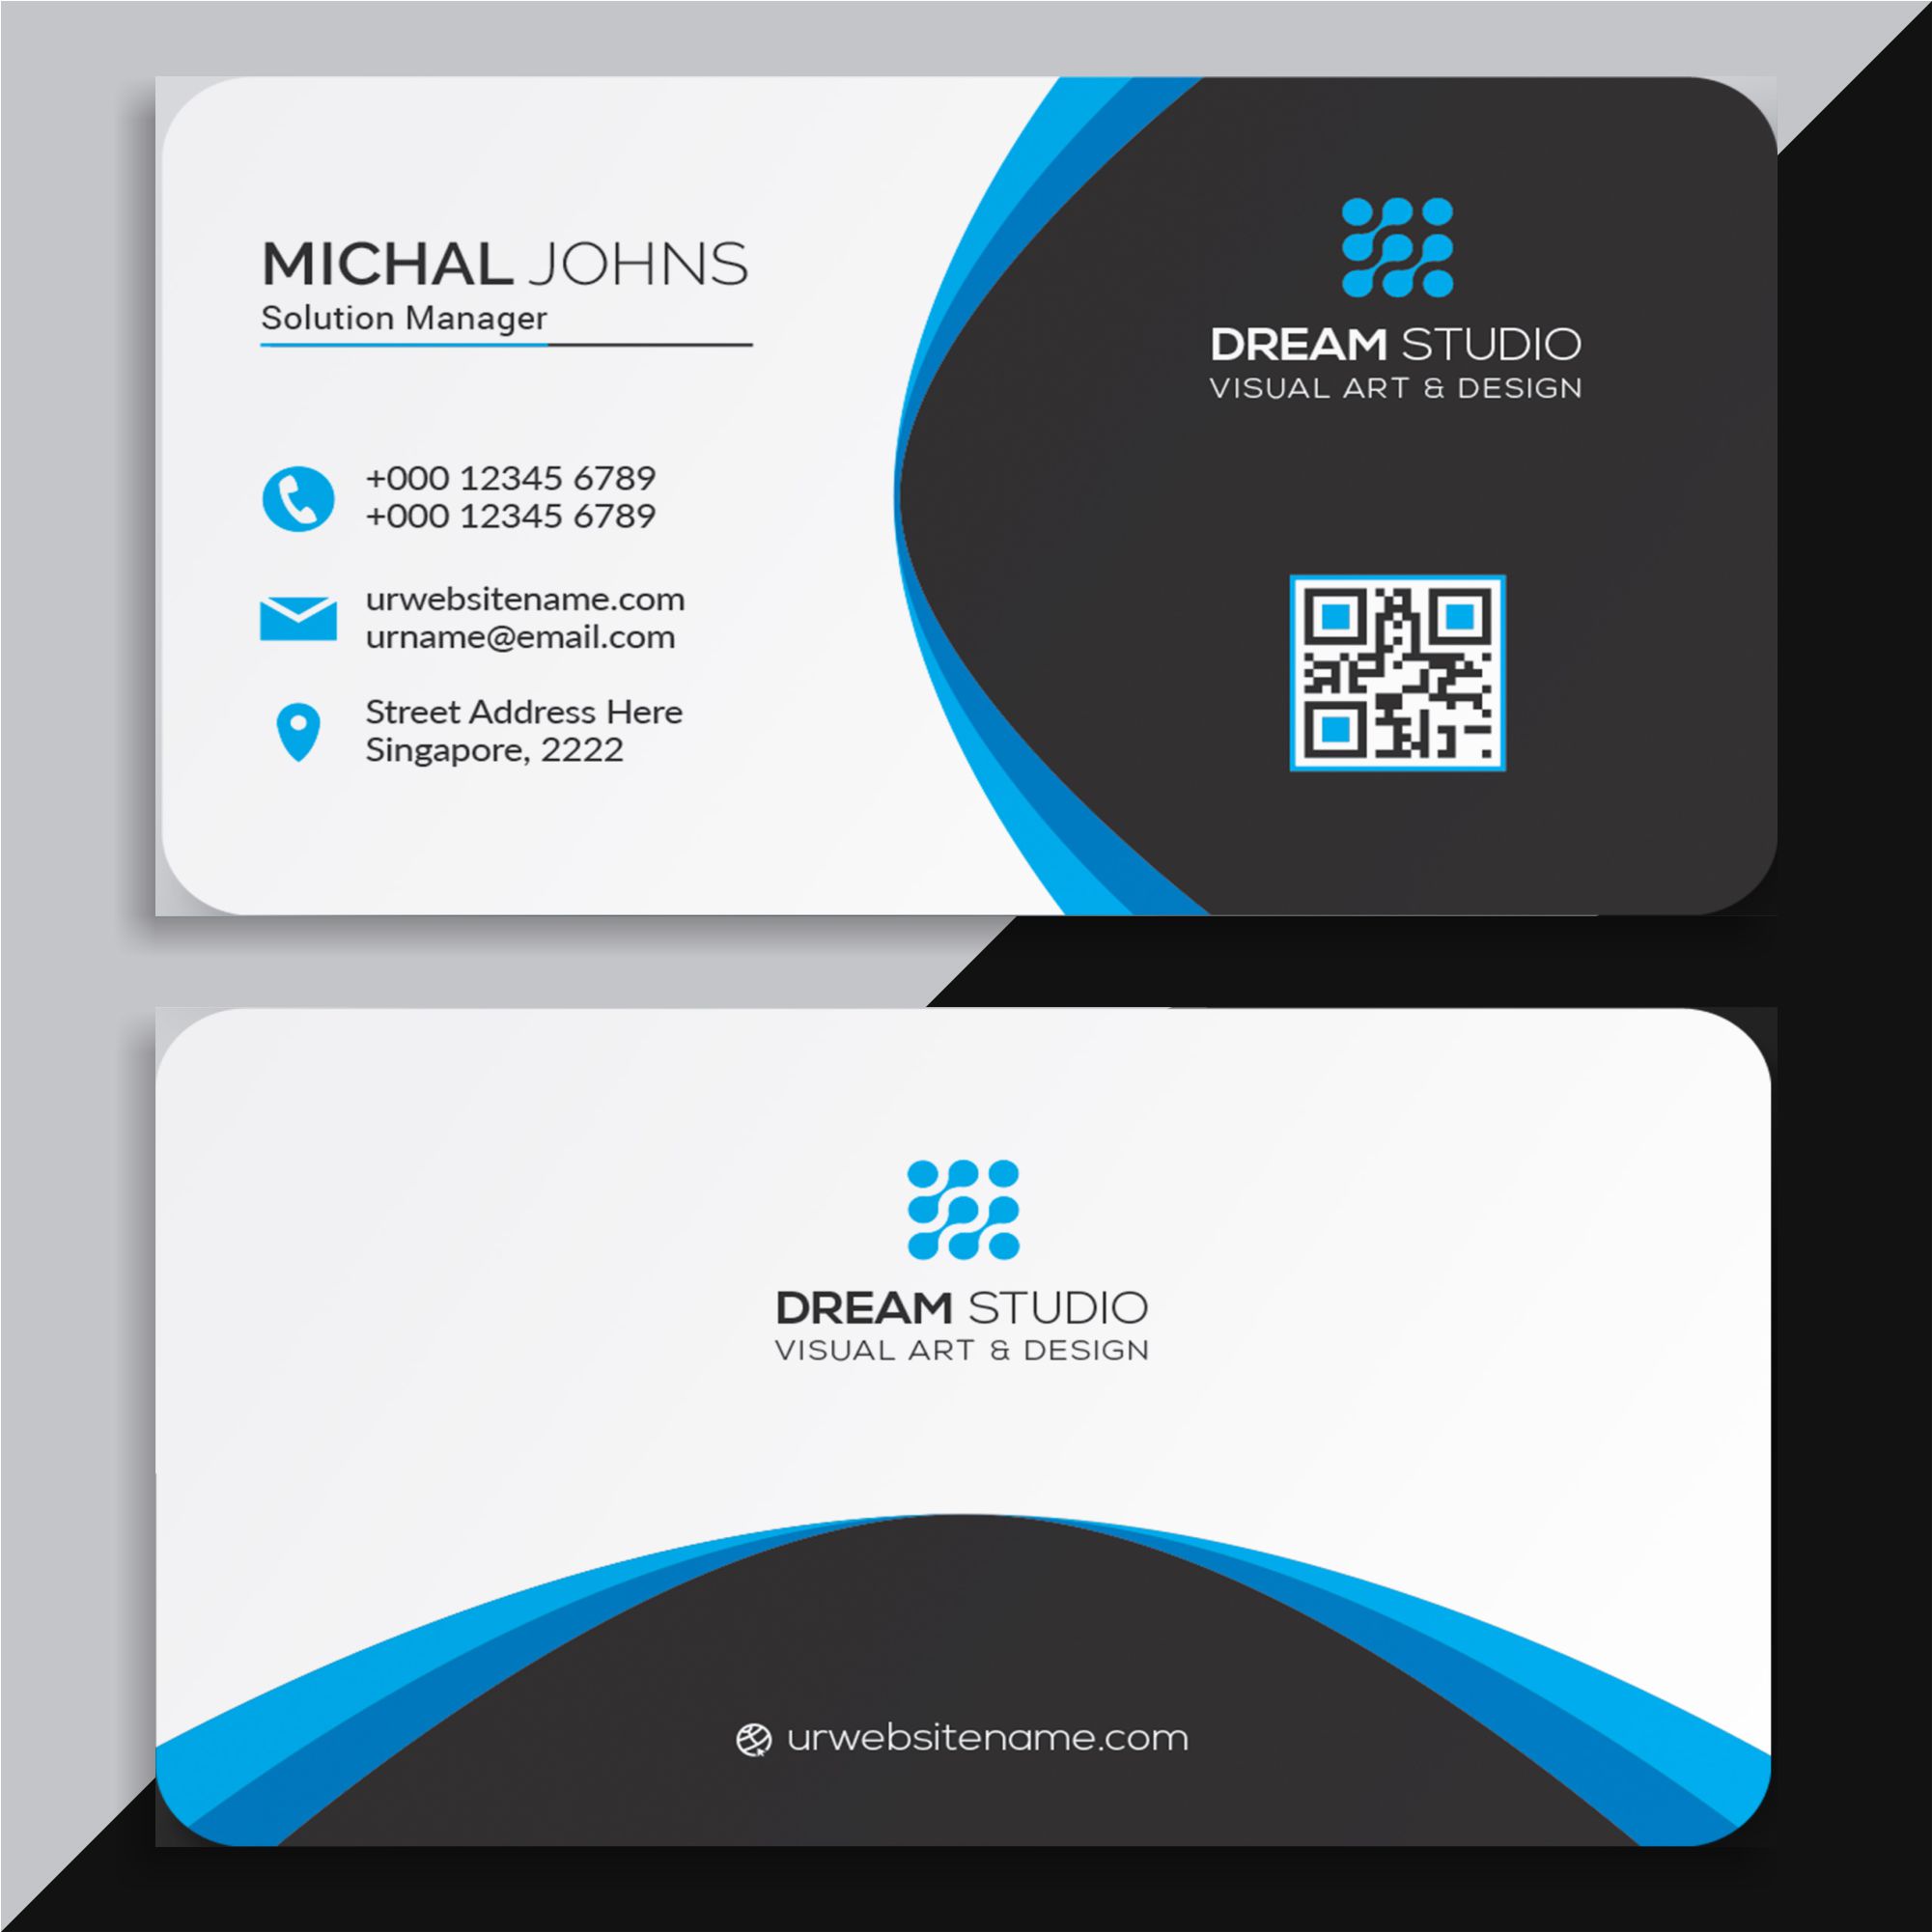 MICHAL JOHNS
Solution Manager
+000 12345 6789
+000 12345 6789
urwebsitename.com
urname@email.com
Street Address Here
Singapore, 2222
DREAM STUDIO
VISUAL ART & DESIGN
DREAM STUDIO
VISUAL ART & DESIGN
urwebsitename.com